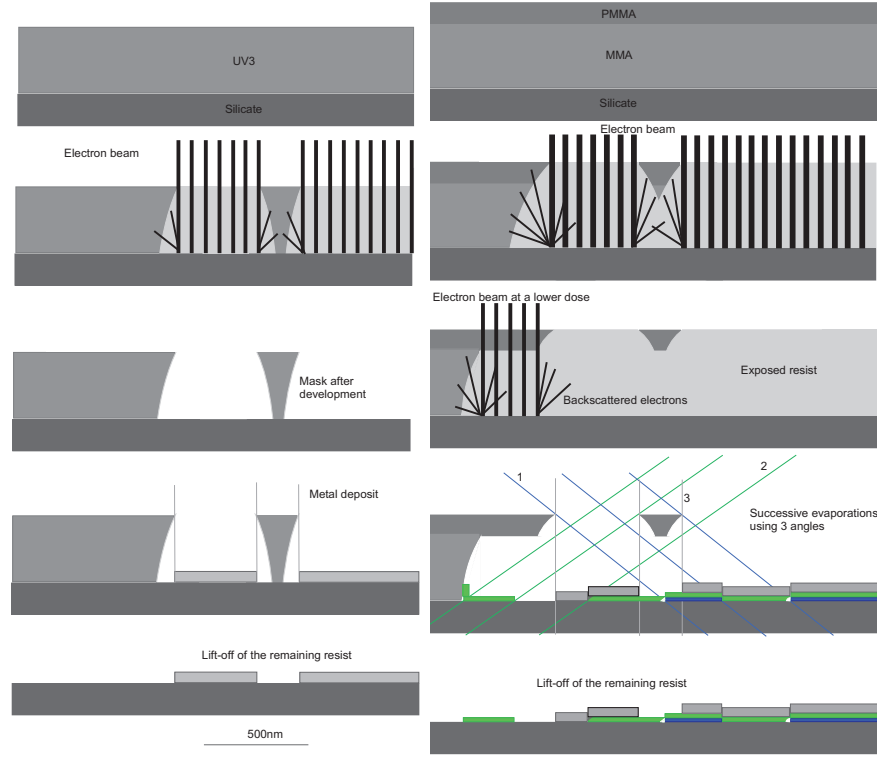 UV3
Silicate
Electron beam
Mask after
development
Metal deposit
Lift-off of the remaining resist
500nm
PMMA
MMA
Silicate
Electron beam
Electron beam at a lower dose
Exposed resist
Backscattered electrons
1
2
3
Successive evaporations
using 3 angles
Lift-off of the remaining resist